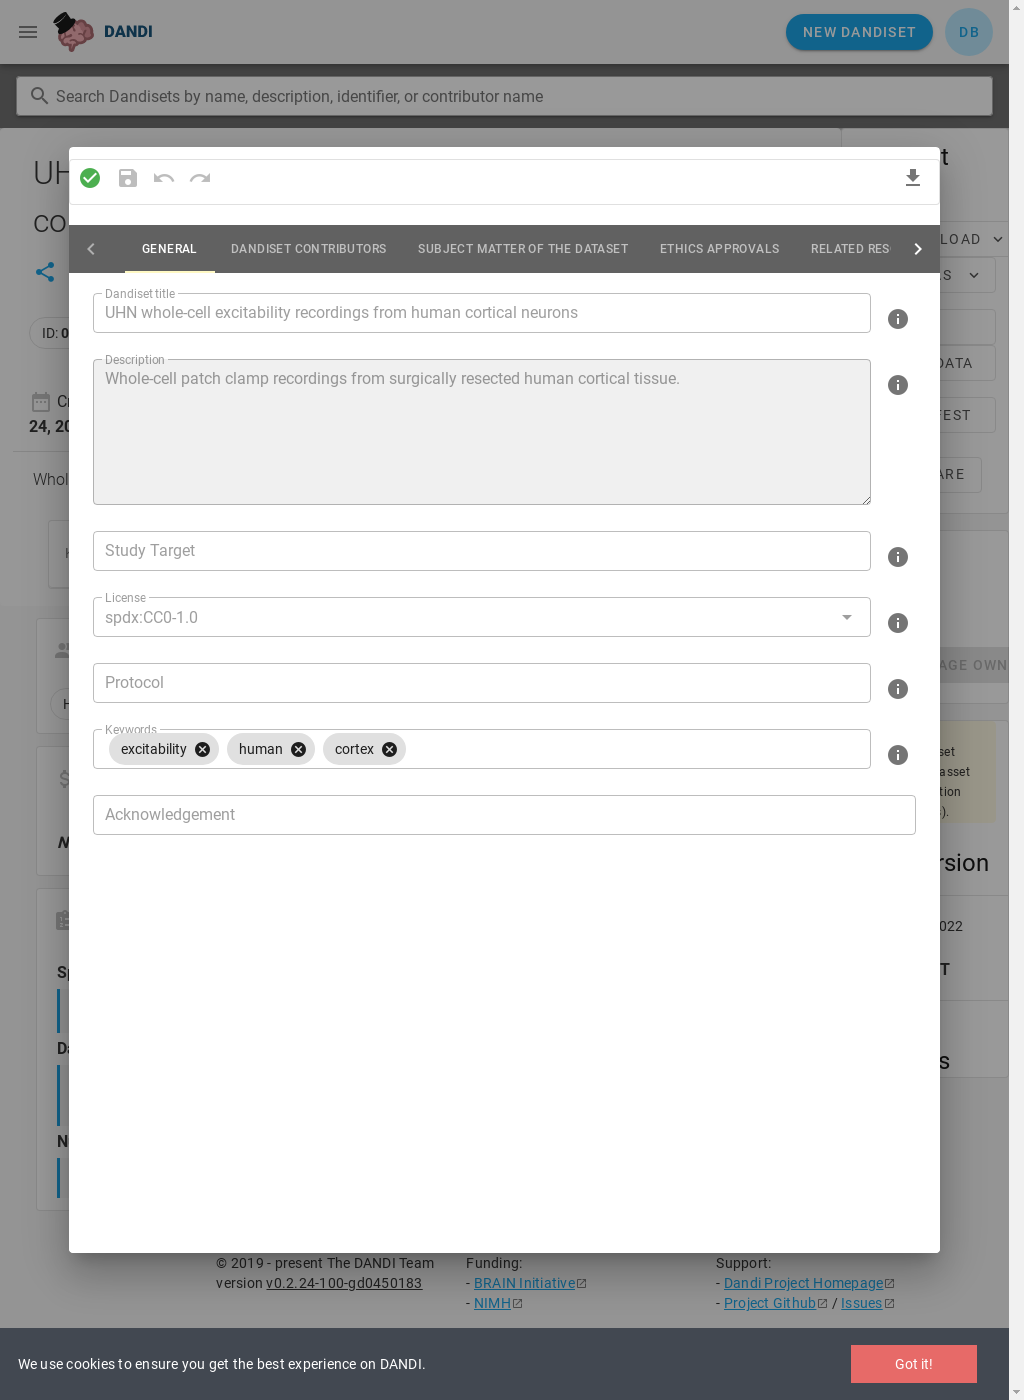 DANDI
NEW DANDISET
DB
Search Dandisets by name, description, identifier, or contributor name
GENERAL
DANDISET CONTRIBUTORS
SUBJECT MATTER OF THE DATASET
ETHICS APPROVALS
RELATED RES
Dandiset title
UHN whole-cell excitability recordings from human cortical neurons
Description
Whole-cell patch clamp recordings from surgically resected human cortical tissue.
Study Target
License
spdx:CC0-1.0
Protocol
Keywords
excitability
human
cortex
Acknowledgement
ID: 0
24, 20
Whol
LOAD
DATA
ARE
AGE OWN
set
asset
tion
).
rsion
022
T
s
© 2019 - present The DANDI Team
version v0.2.24-100-gd0450183
Funding:
- BRAIN Initiative
- NIMH
Support:
- Dandi Project Homepage
- Project Github / Issues
We use cookies to ensure you get the best experience on DANDI.
Got it!